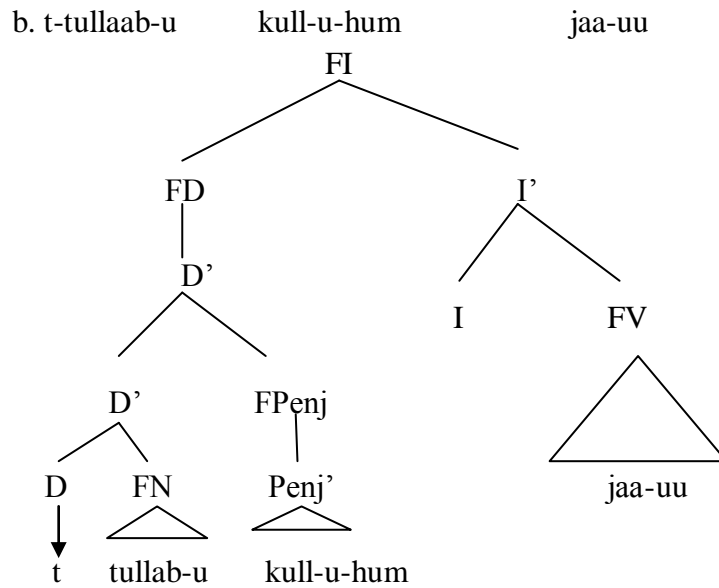 b. t-tullaab-u kull-u-hum jaa-uu
FI
FD I’
D’
I FV
D’ FPenj
D FN Penj’ jaa-uu
t tullab-u kull-u-hum